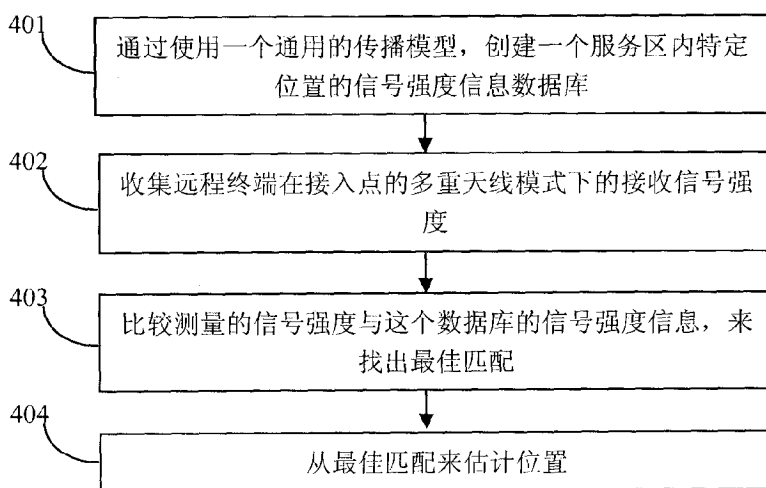 401
通过使用一个通用的传播模型，创建一个服务区内特定
位置的信号强度信息数据库
402
收集远程终端在接入点的多重天线模式下的接收信号强
度
403
比较测量的信号强度与这个数据库的信号强度信息，来
找出最佳匹配
404
从最佳匹配来估计位置